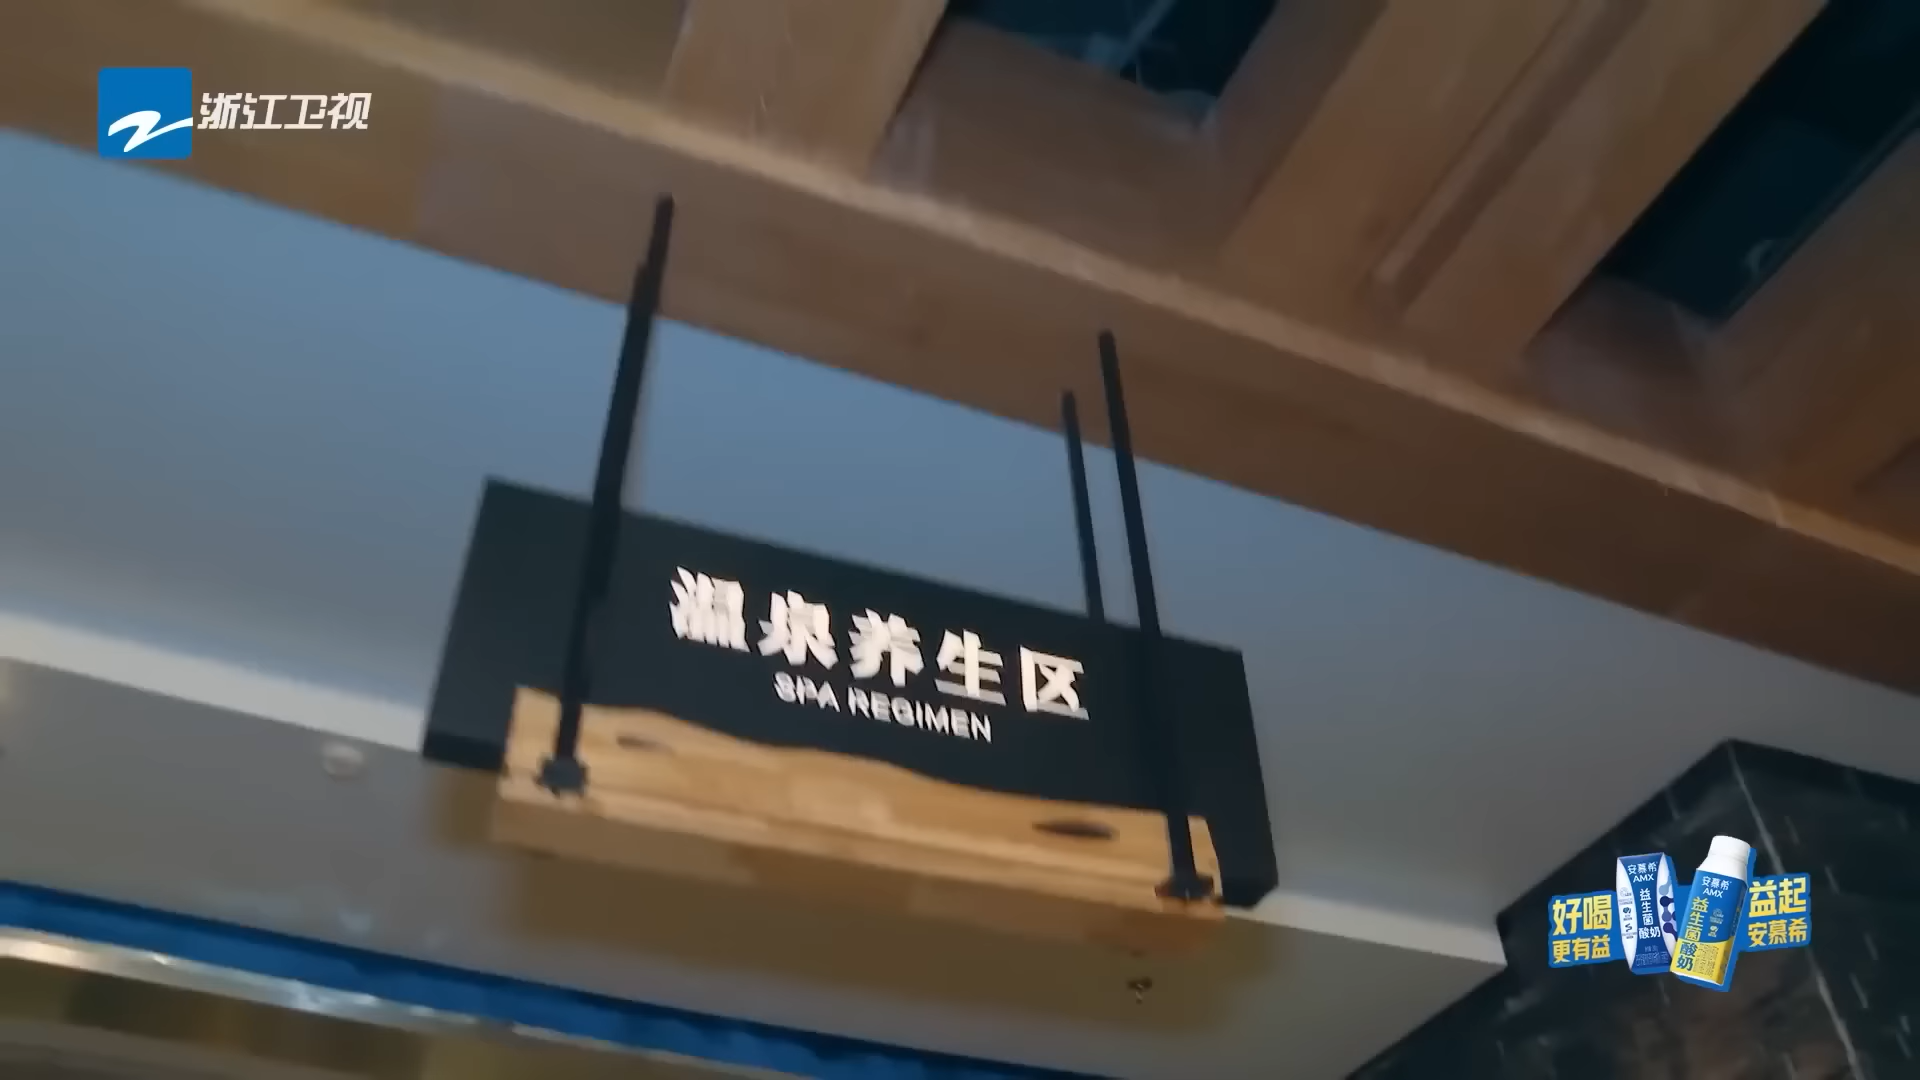 浙江卫视
温泉养生区
SPA REGIMEN
好喝
更有益
安慕希
AMX
益生菌
酸奶
安慕希
AMX
益生菌
酸奶
益起
安慕希